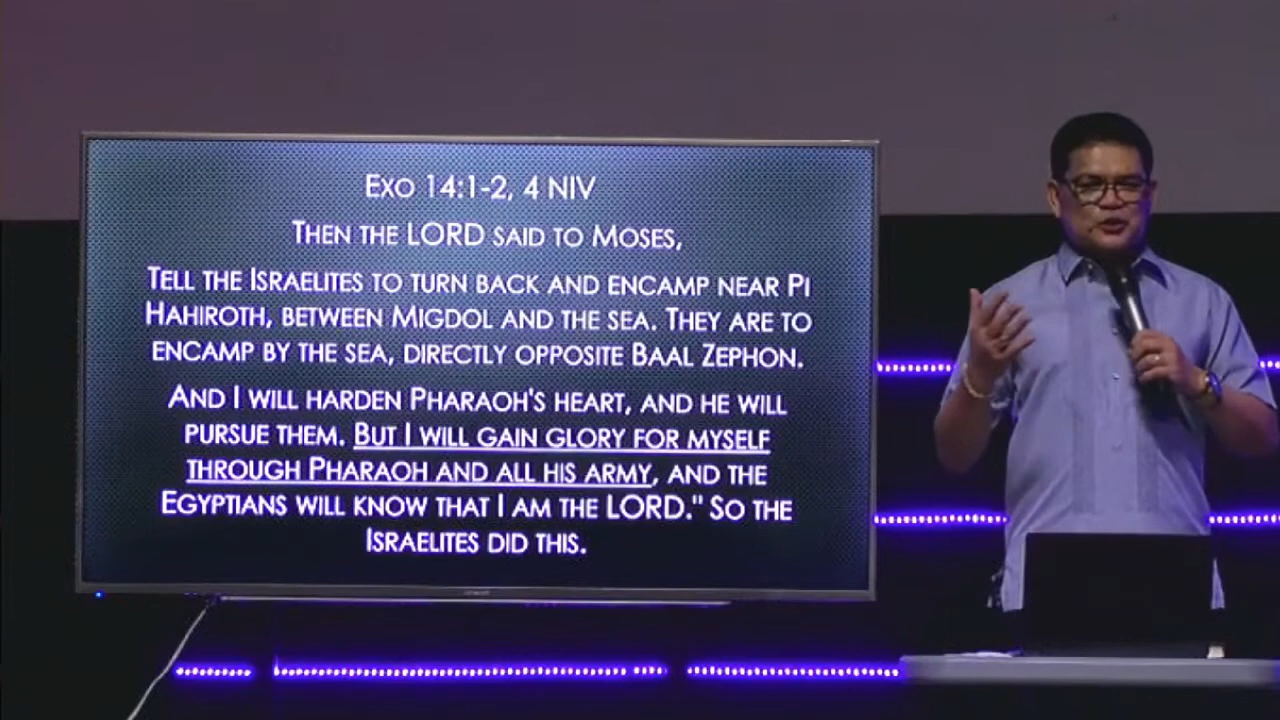 EXO 14:1-2, 4 NIV
THEN THE LORD SAID TO MOSES,
TELL THE ISRAELITES TO TURN BACK AND ENCAMP NEAR PI
HAHIROTH, BETWEEN MIGDOL AND THE SEA. THEY ARE TO
ENCAMP BY THE SEA, DIRECTLY OPPOSITE BAAL ZEPHON.
AND I WILL HARDEN PHARAOH'S HEART, AND HE WILL
PURSUE THEM. BUT I WILL GAIN GLORY FOR MYSELF
THROUGH PHARAOH AND ALL HIS ARMY, AND THE
EGYPTIANS WILL KNOW THAT I AM THE LORD." SO THE
ISRAELITES DID THIS.